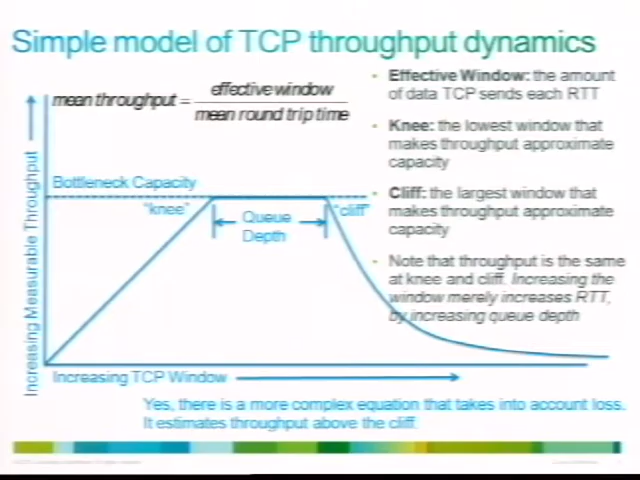 Simple model of TCP throughput dynamics
mean throughput = effective window
mean round trip time
• Effective Window: the amount
of data TCP sends each RTT
• Knee: the lowest window that
makes throughput approximate
capacity
• Cliff: the largest window that
makes throughput approximate
capacity
• Note that throughput is the same
at knee and cliff. Increasing the
window merely increases RTT,
by increasing queue depth
Increasing Measurable Throughput
Bottleneck Capacity
"knee"
Queue
Depth
"cliff"
Increasing TCP Window
Yes, there is a more complex equation that takes into account loss.
It estimates throughput above the cliff.